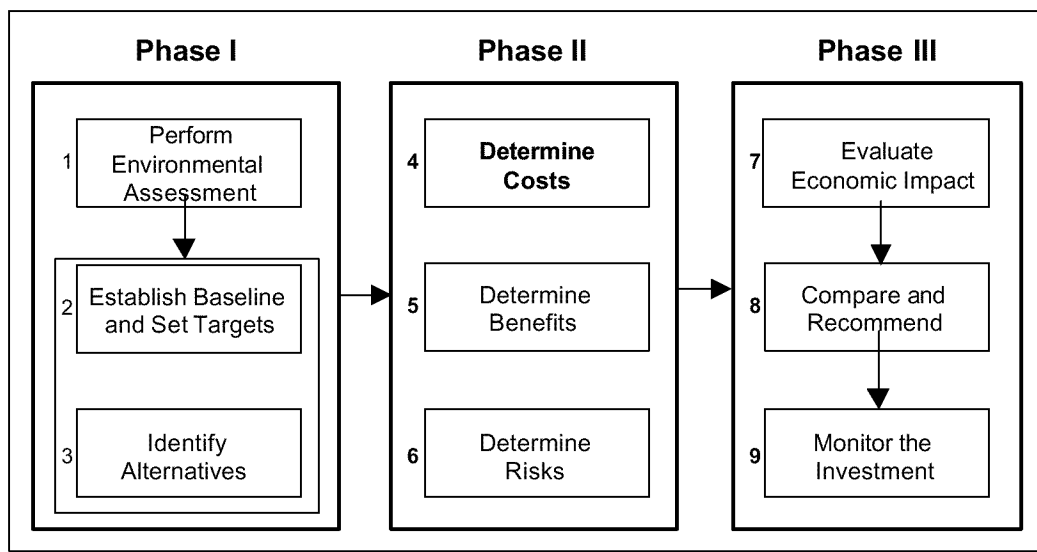 Phase I
1
Perform
Environmental
Assessment
2
Establish Baseline
and Set Targets
3
Identify
Alternatives
Phase II
4
Determine
Costs
5
Determine
Benefits
6
Determine
Risks
Phase III
7
Evaluate
Economic Impact
8
Compare and
Recommend
9
Monitor the
Investment